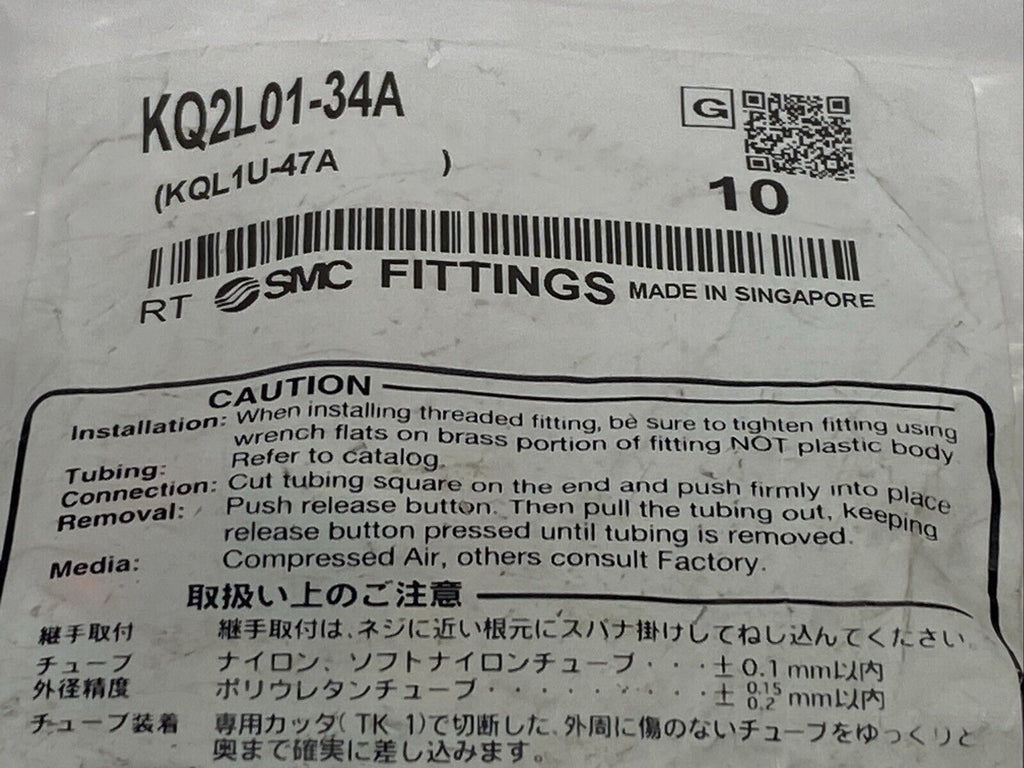 KQ2L01-34A
G
(KQL1U-47A )
10
RT SMC FITTINGS MADE IN SINGAPORE
CAUTION
Installation: When installing threaded fitting, be sure to tighten fitting using
wrench flats on brass portion of fitting NOT plastic body
Refer to catalog.
Tubing:
Connection: Cut tubing square on the end and push firmly into place
Removal: Push release button. Then pull the tubing out, keeping
release button pressed until tubing is removed.
Media: Compressed Air, others consult Factory.
取扱い上のご注意
継手取付 継手取付は、ネジに近い根元にスパナ掛けしてねじ込んてください。
チューブ ナイロン、ソフトナイロンチューブ・・・± 0.1 mm以内
外径精度 ポリウレタンチューブ・・・・・・・・・± 0.15 0.2 mm以内
チューブ装着 専用カッタ( TK 1)で切断した、外周に傷のないチューブをゆっくりと
奥まで確実に差し込みます。